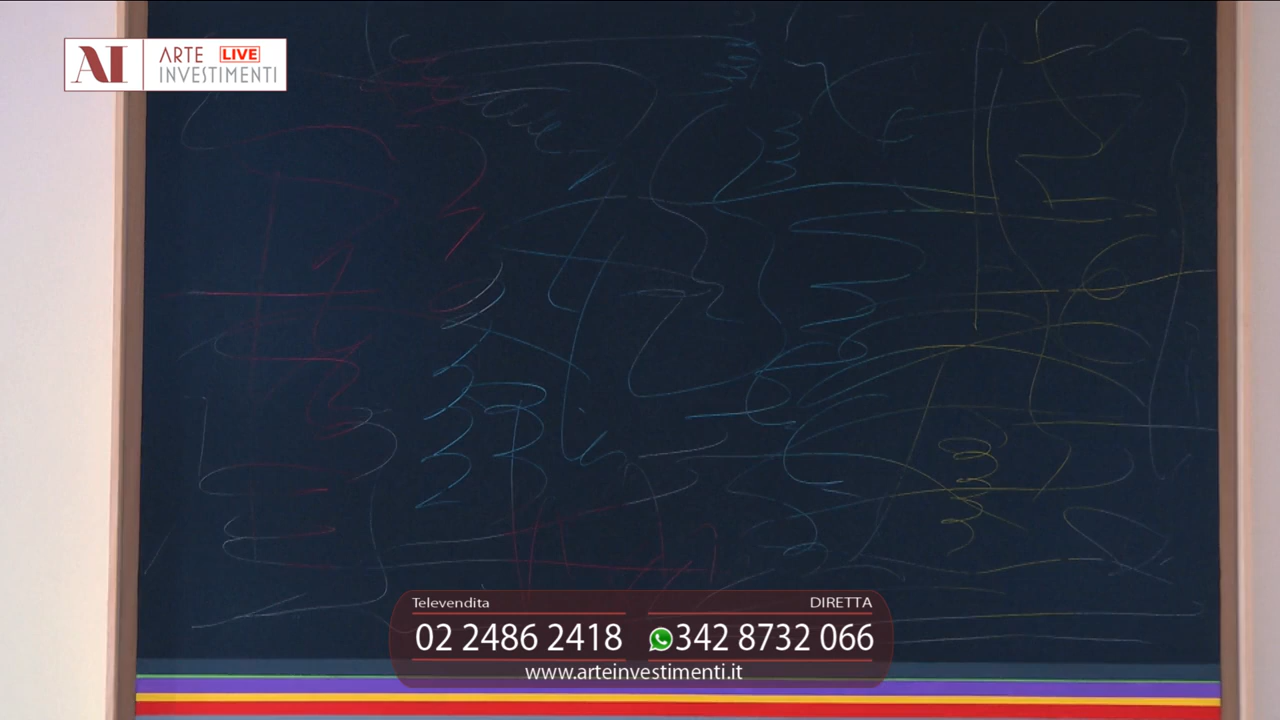 AI ARTE LIVE
INVESTIMENTI
Televendita DIRETTA
02 2486 2418 342 8732 066
www.arteinvestimenti.it